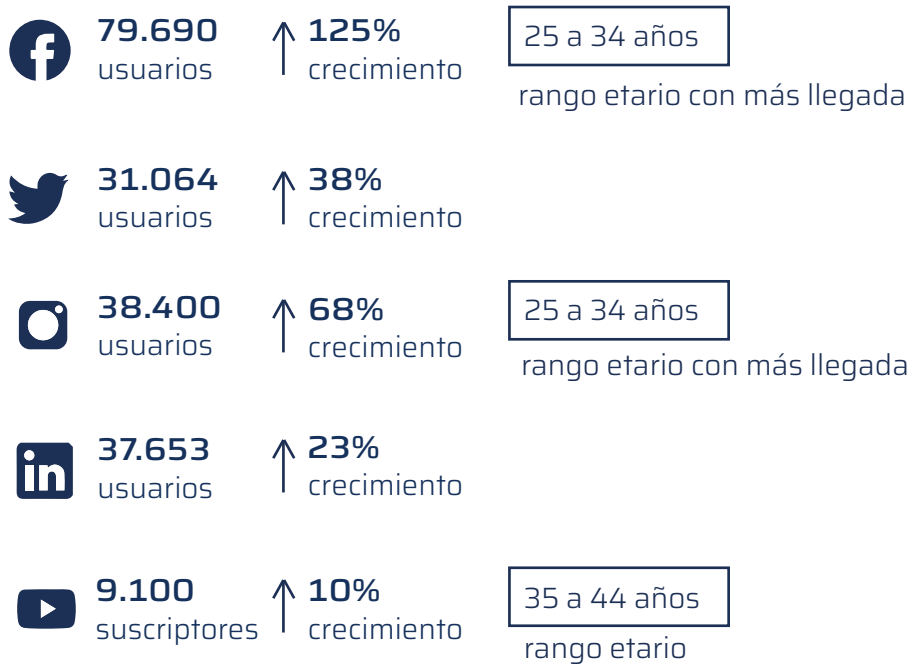 79.690
usuarios
125%
crecimiento
25 a 34 años
rango etario con más llegada
31.064
usuarios
38%
crecimiento
38.400
usuarios
68%
crecimiento
25 a 34 años
rango etario con más llegada
in
37.653
usuarios
23%
crecimiento
9.100
suscriptores
10%
crecimiento
35 a 44 años
rango etario